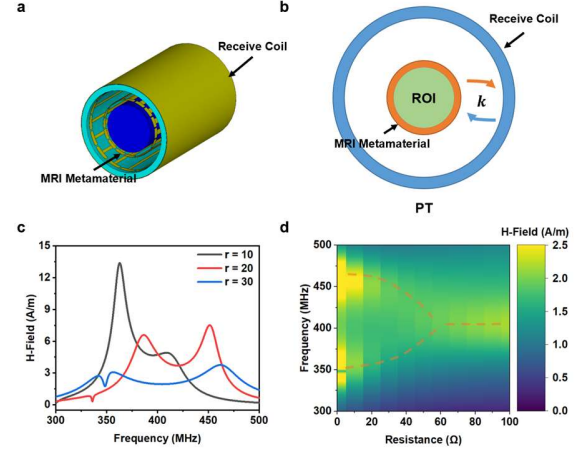 a
Receive Coil
MRI Metamaterial
b
Receive Coil
ROI
k
MRI Metamaterial
PT
c
15
12
9
6
3
0
H-Field (A/m)
r = 10
r = 20
r = 30
300 350 400 450 500
Frequency (MHz)
d
H-Field (A/m)
500
450
400
350
300
Frequency (MHz)
0 20 40 60 80 100
Resistance (Ω)
2.5
2.0
1.5
1.0
0.5
0.0